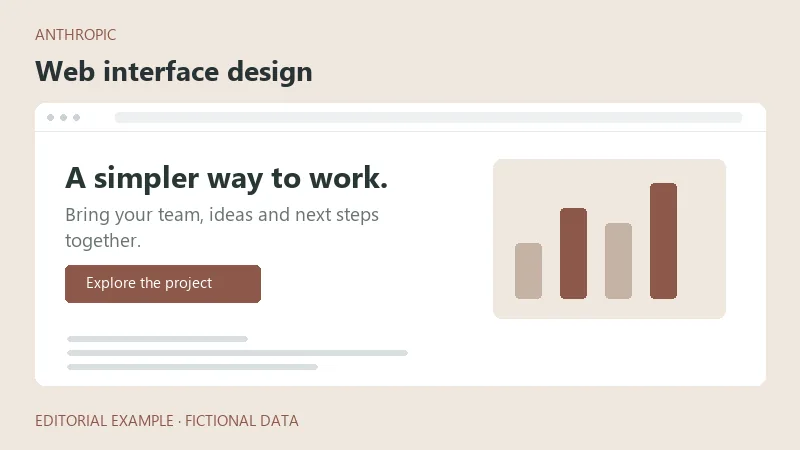 ANTHROPIC
Web interface design
A simpler way to work.
Bring your team, ideas and next steps
together.
Explore the project
EDITORIAL EXAMPLE · FICTIONAL DATA